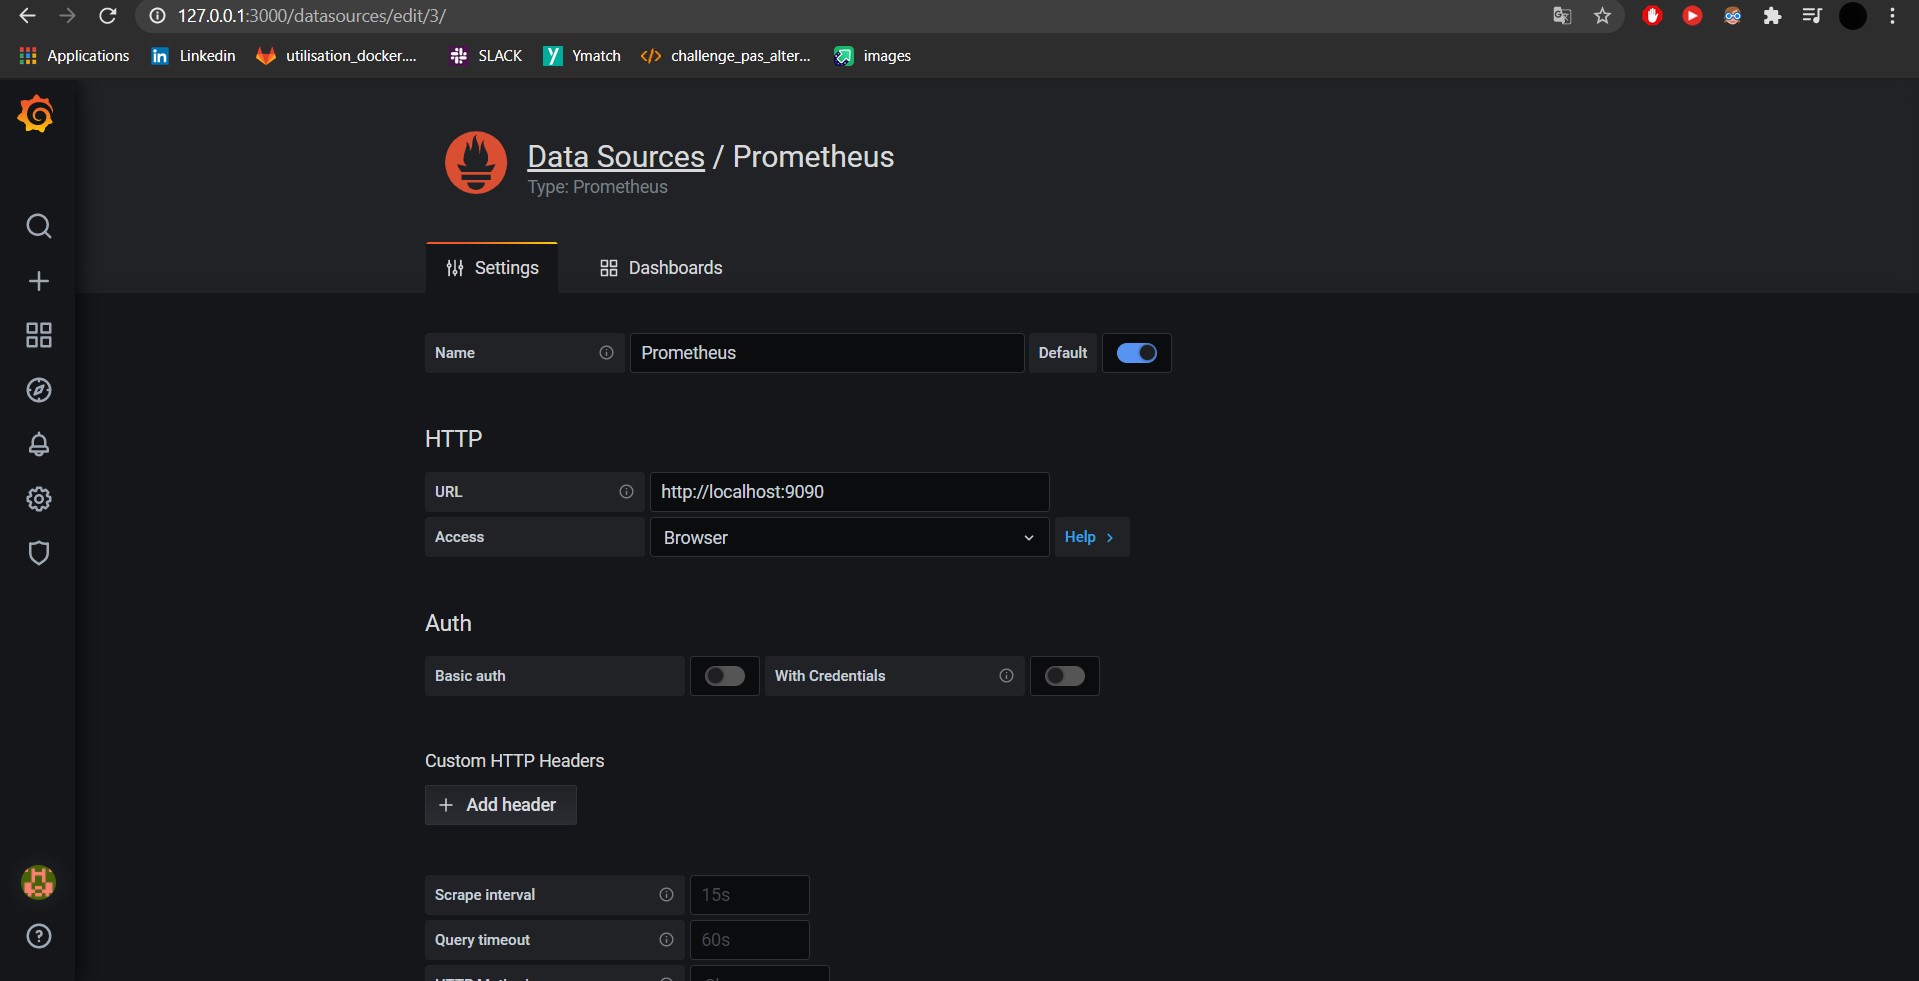 127.0.0.1:3000/datasources/edit/3/
Applications Linkedin utilisation_docker.... SLACK Ymatch challenge_pas_alter... images
Data Sources / Prometheus
Type: Prometheus
Settings Dashboards
Name Prometheus Default
HTTP
URL http://localhost:9090
Access Browser Help >
Auth
Basic auth With Credentials
Custom HTTP Headers
+ Add header
Scrape interval 15s
Query timeout 60s